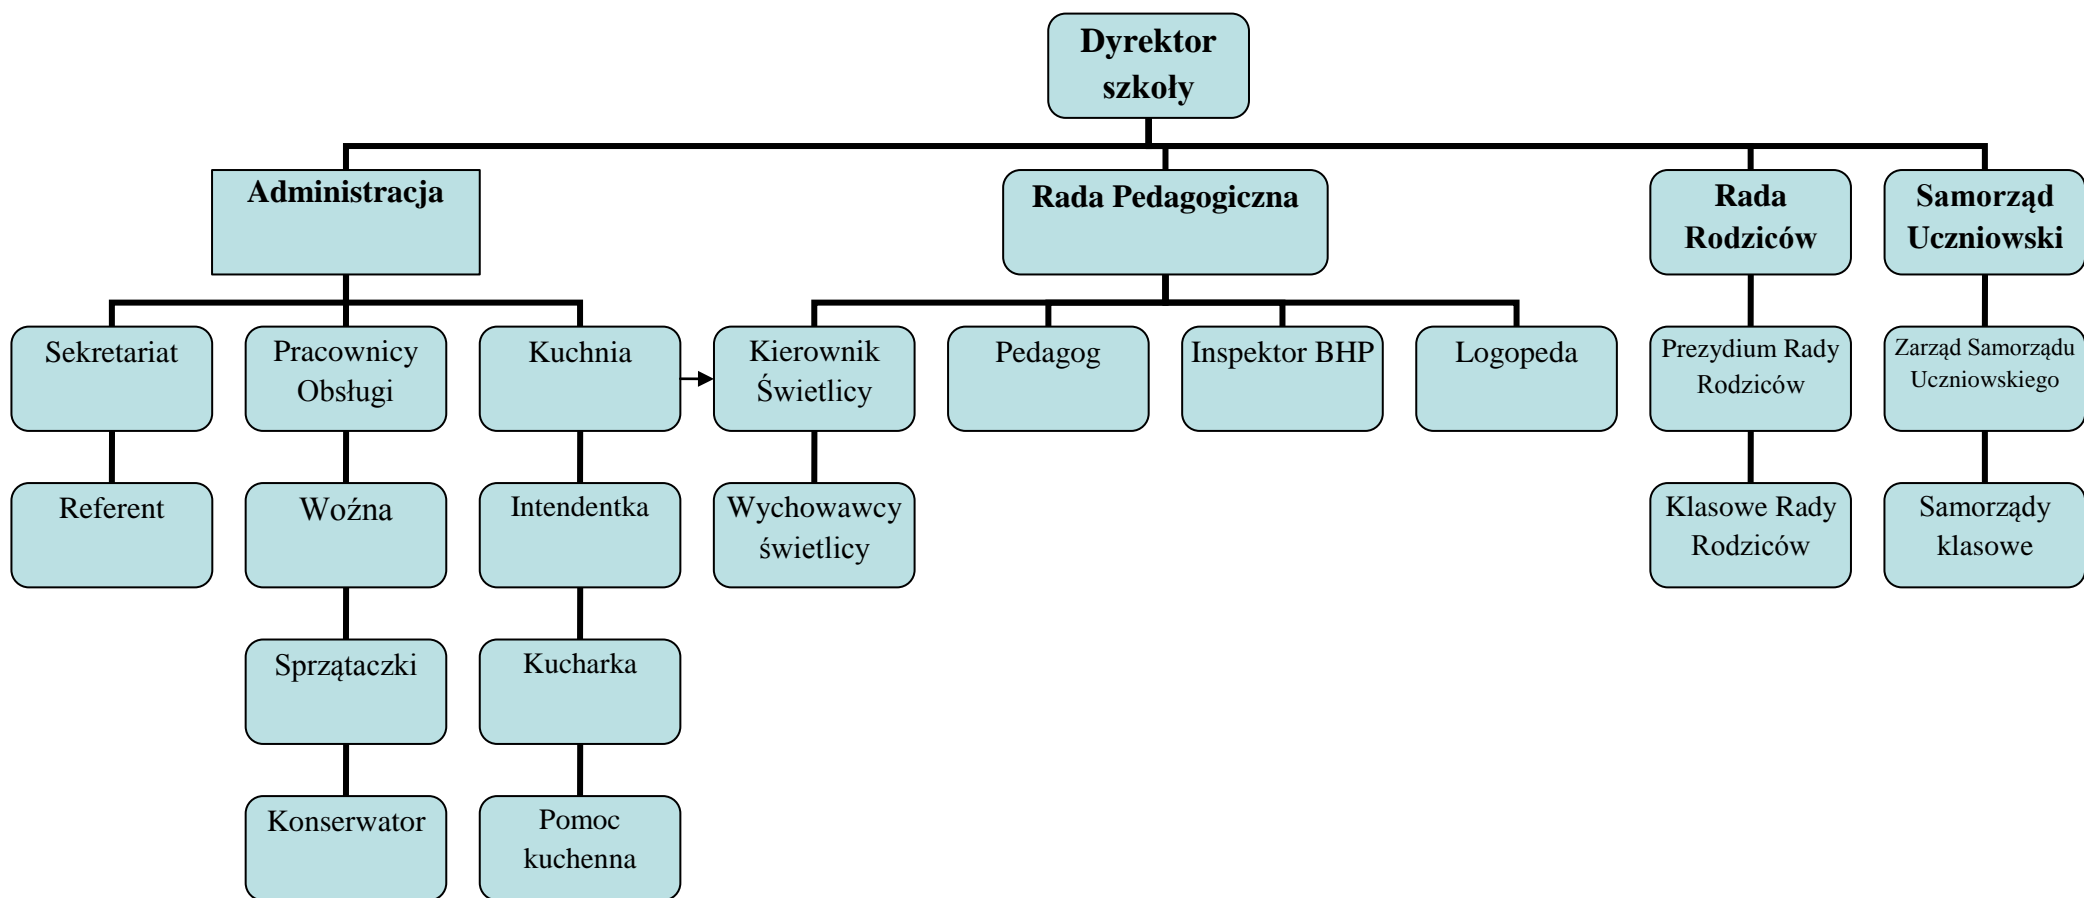 Dyrektor
szkoły
Administracja
Rada Pedagogiczna
Rada
Rodziców
Samorząd
Uczniowski
Sekretariat
Pracownicy
Obsługi
Kuchnia
Kierownik
Świetlicy
Pedagog
Inspektor BHP
Logopeda
Prezydium Rady
Rodziców
Zarząd Samorządu
Uczniowskiego
Referent
Woźna
Intendentka
Wychowawcy
świetlicy
Klasowe Rady
Rodziców
Samorządy
klasowe
Sprzątaczki
Kucharka
Konserwator
Pomoc
kuchenna